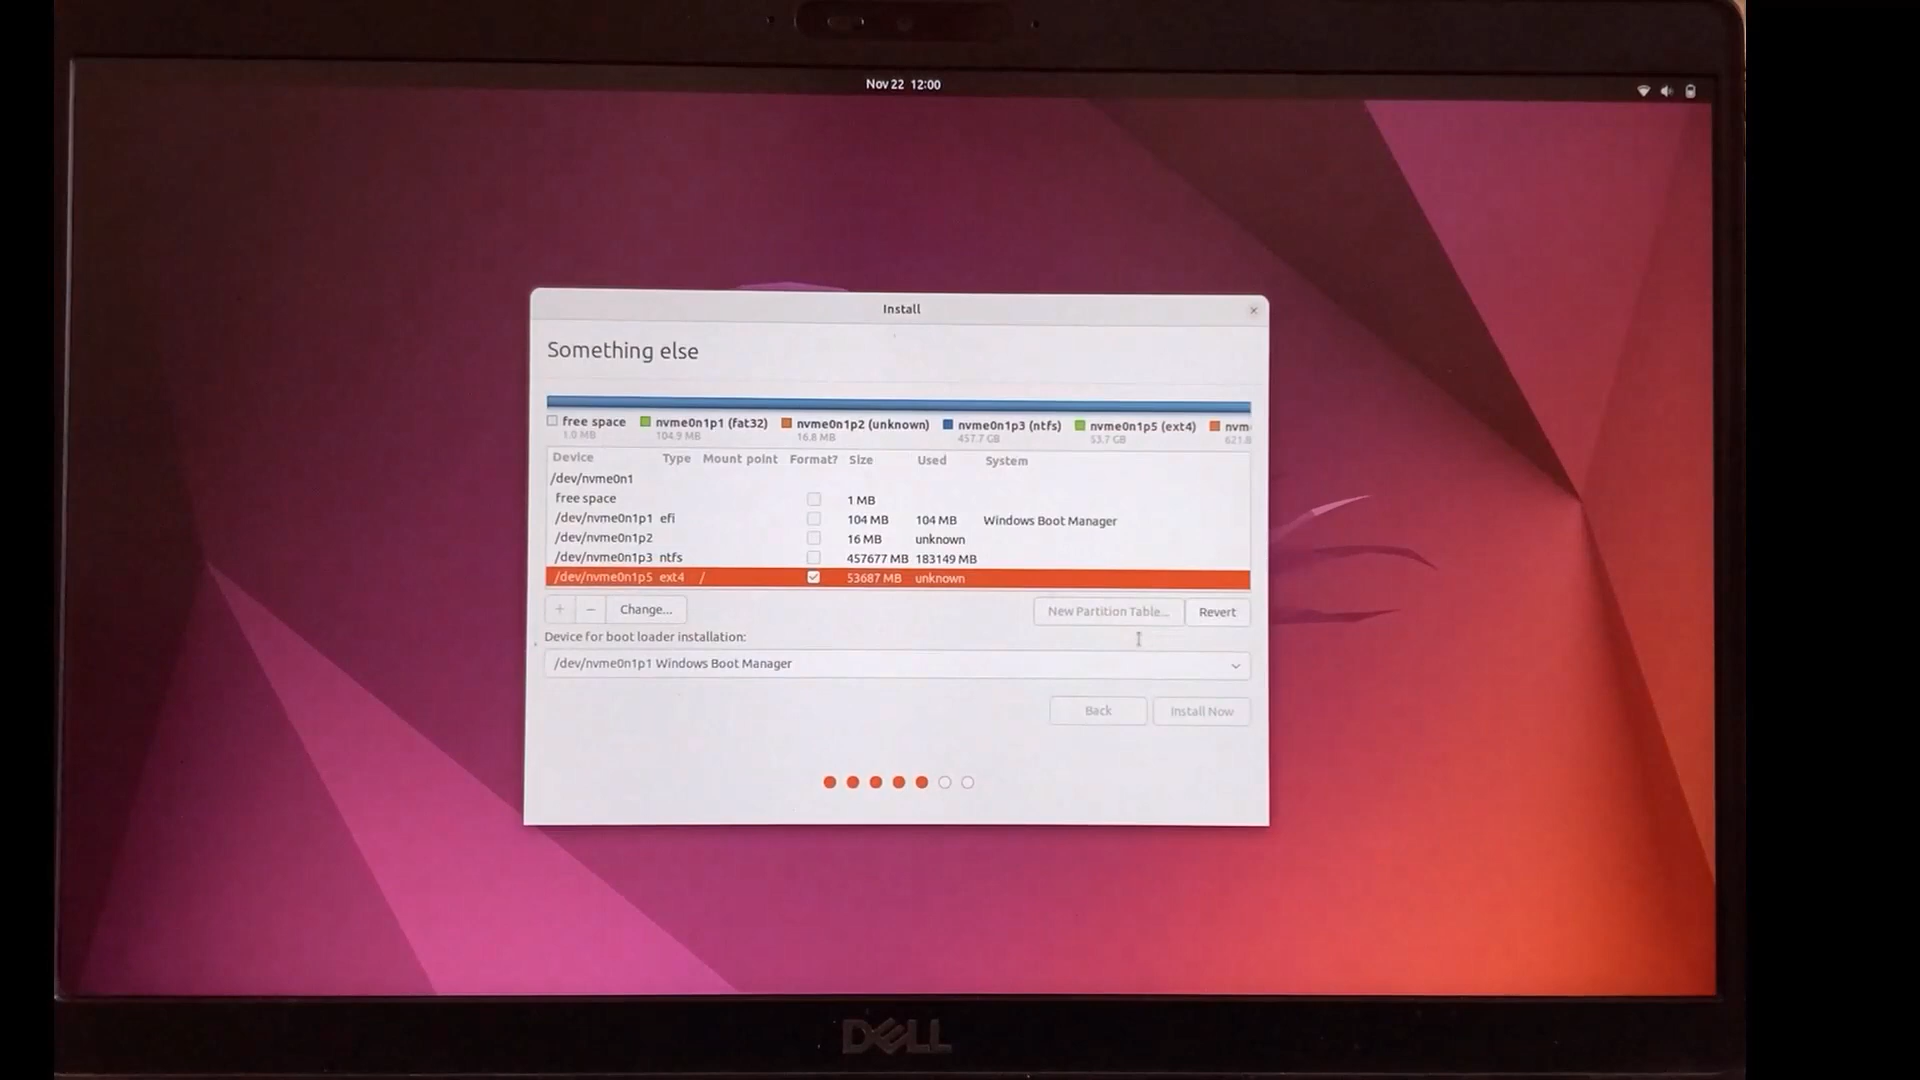 Nov 22 12:00
Install
Something else
free space nvme0n1p1 (fat32) nvme0n1p2 (unknown) nvme0n1p3 (ntfs) nvme0n1p5 (ext4) nvm
1.0 MB 104.9 MB 16.8 MB 457.7 GB 53.7 GB 621.8
Device Type Mount point Format? Size Used System
/dev/nvme0n1
free space 1 MB
/dev/nvme0n1p1 efi 104 MB 104 MB Windows Boot Manager
/dev/nvme0n1p2 16 MB unknown
/dev/nvme0n1p3 ntfs 457677 MB 183149 MB
/dev/nvme0n1p5 ext4 / 53687 MB unknown
+ - Change... New Partition Table... Revert
Device for boot loader installation:
/dev/nvme0n1p1 Windows Boot Manager
Back Install Now
DELL